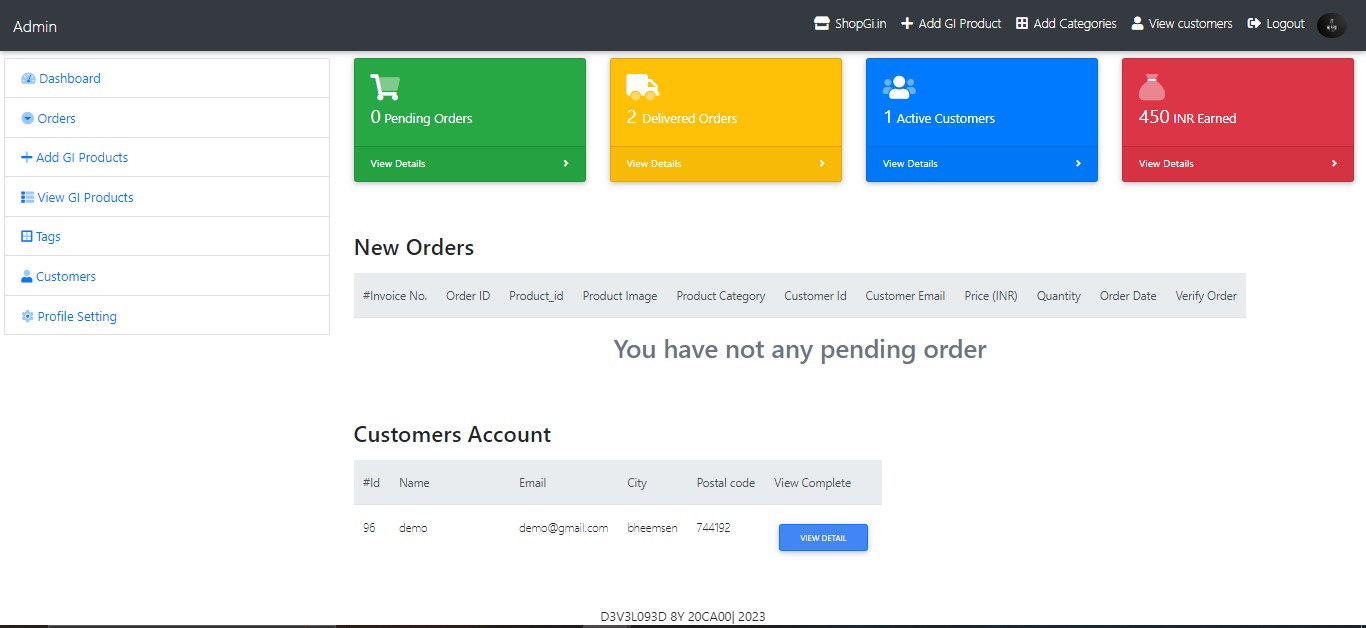 Admin
ShopGi.in Add GI Product Add Categories View customers Logout
Dashboard
Orders
Add GI Products
View GI Products
Tags
Customers
Profile Setting
0 Pending Orders
View Details
2 Delivered Orders
View Details
1 Active Customers
View Details
450 INR Earned
View Details
New Orders
#Invoice No. Order ID Product_id Product Image Product Category Customer Id Customer Email Price (INR) Quantity Order Date Verify Order
You have not any pending order
Customers Account
#Id Name Email City Postal code View Complete
96 demo demo@gmail.com bheemsen 744192 VIEW DETAIL
D3V3L093D 8Y 20CA00| 2023